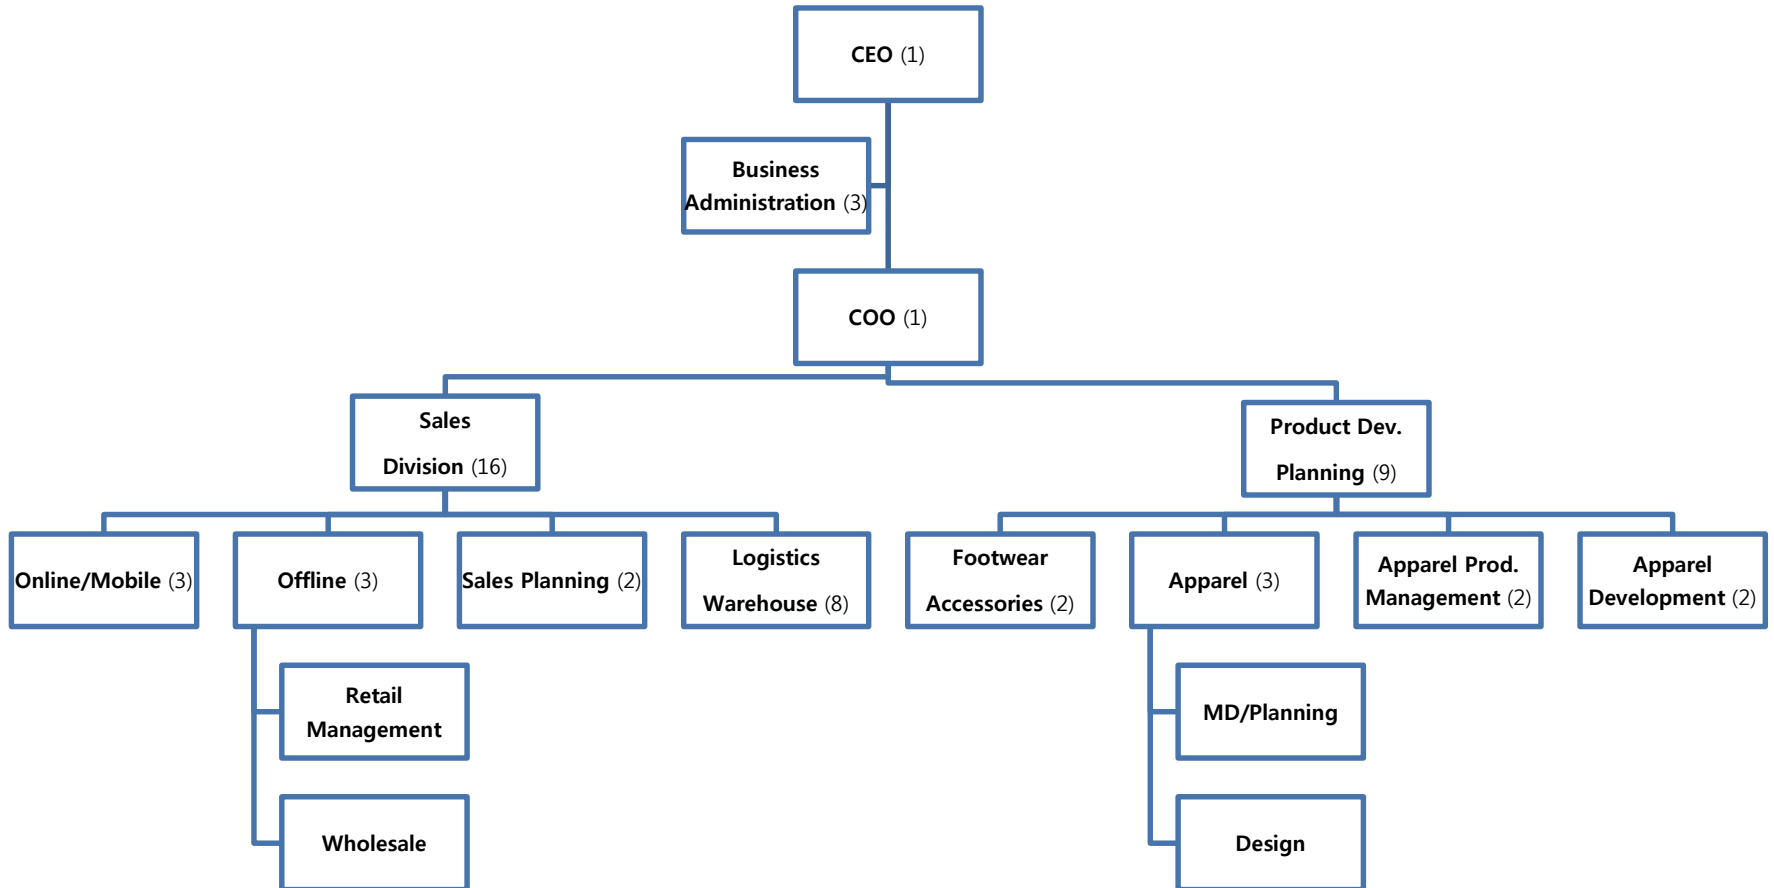 CEO (1)
Business
Administration (3)
COO (1)
Sales
Division (16)
Product Dev.
Planning (9)
Online/Mobile (3)
Offline (3)
Sales Planning (2)
Logistics
Warehouse (8)
Footwear
Accessories (2)
Apparel (3)
Apparel Prod.
Management (2)
Apparel
Development (2)
Retail
Management
MD/Planning
Wholesale
Design